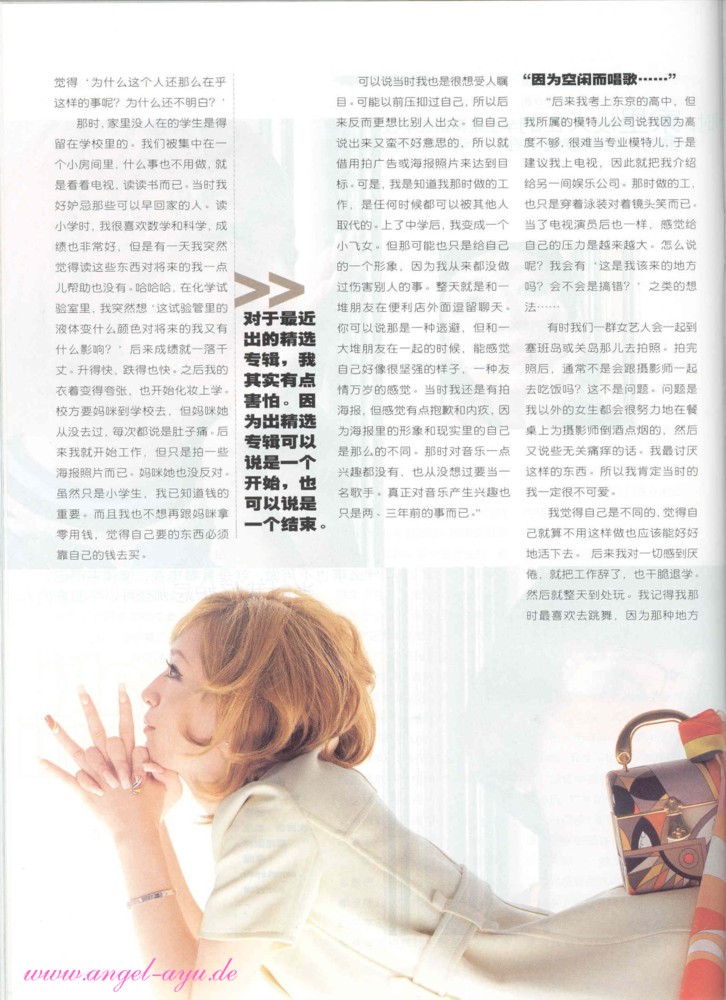 觉得‘为什么这个人还那么在乎
这样的事呢?为什么还不明白?’
那时,家里没人在的学生是得
留在学校里的。我们被集中在一
个小房间里,什么事也不用做,就
是看看电视,读读书而已。当时我
好妒忌那些可以早回家的人。读
小学时,我很喜欢数学和科学,成
绩也非常好,但是有一天我突然
觉得读这些东西对将来的我一点
儿帮助也没有。哈哈哈,在化学试
验室里,我突然想‘这试验管里的
液体变什么颜色对将来的我又有
什么影响?’后来成绩就一落千
丈。升得快,跌得也快。之后我的
衣着变得夸张,也开始化妆上学。
校方要妈咪到学校去,但妈咪她
从没去过,每次都说是肚子痛。后
来我就开始工作,但只是拍一些
海报照片而已。妈咪她也没反对。
虽然只是小学生,我已知道钱的
重要。而且我也不想再跟妈咪拿
零用钱,觉得自己要的东西必须
靠自己的钱去买。
>>
对于最近
出的精选
专辑,我
其实有点
害怕。因
为出精选
专辑可以
说是一个
开始,也
可以说是
一个结束。
可以说当时我也是很想受人瞩
目。可能以前压抑过自己,所以后
来反而更想比别人出众。但自己
说出来又蛮不好意思的,所以就
借用拍广告或海报照片来达到目
标。可是,我是知道我那时做的工
作,是任何时候都可以被其他人
取代的。上了中学后,我变成一个
小飞女。但那可能也只是给自己
的一个形象,因为我从来都没做
过伤害别人的事。整天就是和一
堆朋友在便利店外面逗留聊天。
你可以说那是一种逃避,但和一
大堆朋友在一起的时候,能感觉
自己好像很坚强的样子,一种友
情万岁的感觉。当时我还是有拍
海报,但感觉有点抱歉和内疚,因
为海报里的形象和现实里的自己
是那么的不同。那时对音乐一点
兴趣都没有,也从没想过要当一
名歌手。真正对音乐产生兴趣也
只是两、三年前的事而已。”
“因为空闲而唱歌……”
“后来我考上东京的高中,但
我所属的模特儿公司说我因为高
度不够,很难当专业模特儿,于是
建议我上电视,因此就把我介绍
给另一间娱乐公司。那时做的工,
也只是穿着泳装对着镜头笑而已。
当了电视演员后也一样,感觉给
自己的压力是越来越大。怎么说
呢?我会有‘这是我该来的地方
吗?会不会是搞错?’之类的想
法……
有时我们一群女艺人会一起到
塞班岛或关岛那儿去拍照。拍完
照后,通常不是会跟摄影师一起
去吃饭吗?这不是问题。问题是
我以外的女生都会很努力地在餐
桌上为摄影师倒酒点烟的,然后
又说些无关痛痒的话。我最讨厌
这样的东西。所以我肯定当时的
我一定很不可爱。
我觉得自己是不同的,觉得自
己就算不用这样做也应该能好好
地活下去。后来我对一切感到厌
倦,就把工作辞了,也干脆退学。
然后就整天到处玩。我记得我那
时最喜欢去跳舞,因为那种地方
www.angel-ayu.de